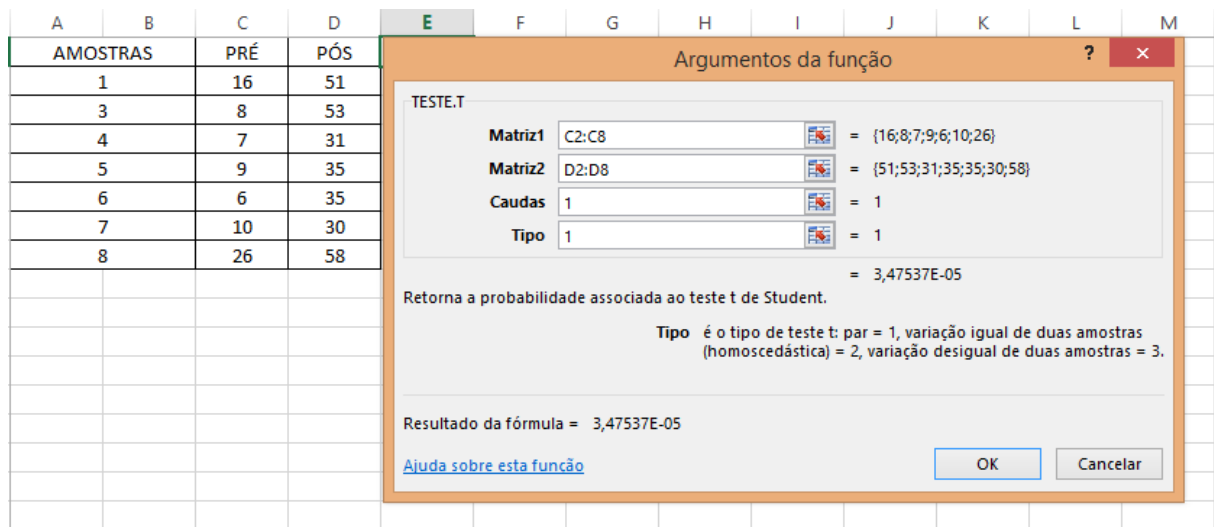 A B C D E F G H I J K L M
AMOSTRAS PRÉ PÓS
1 16 51
3 8 53
4 7 31
5 9 35
6 6 35
7 10 30
8 26 58
Argumentos da função ? ×
TESTE.T
Matriz1 C2:C8 = {16;8;7;9;6;10;26}
Matriz2 D2:D8 = {51;53;31;35;35;30;58}
Caudas 1 = 1
Tipo 1 = 1
= 3,47537E-05
Retorna a probabilidade associada ao teste t de Student.
Tipo é o tipo de teste t: par = 1, variação igual de duas amostras
(homoscedástica) = 2, variação desigual de duas amostras = 3.
Resultado da fórmula = 3,47537E-05
Ajuda sobre esta função OK Cancelar